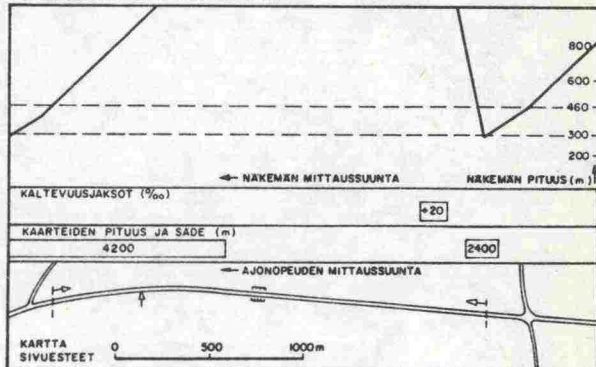 800
600
460
300
200
← NÄKEMÄN MITTAUSSUUNTA NÄKEMÄN PITUUS (m)
KALTEVUUSJAKSOT (‰)
+20
KAARTEIDEN PITUUS JA SÄDE (m)
4200 2400
← AJONOPEUDEN MITTAUSSUUNTA
KARTTA
SIVUESTEET
0 500 1000m